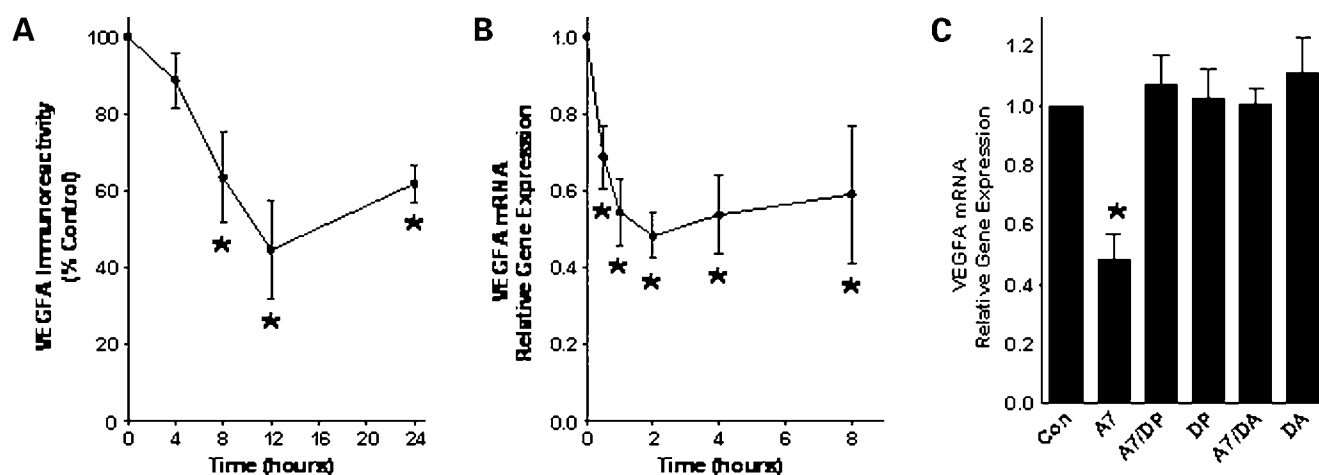 A
VEGFA Immunoreactivity
(% Control)
100
80
60
40
20
0
0 4 8 12 16 20 24
Time (hours)
B
VEGFA mRNA
Relative Gene Expression
1.0
0.8
0.6
0.4
0.2
0.0
0 2 4 6 8
Time (hours)
C
VEGFA mRNA
Relative Gene Expression
1.2
1.0
0.8
0.6
0.4
0.2
0.0
Con A7 A7/DP DP A7/DA DA